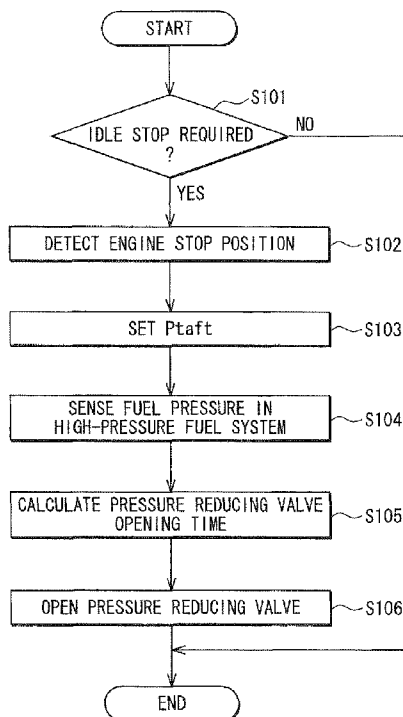 START
S101
IDLE STOP REQUIRED
?
NO
YES
DETECT ENGINE STOP POSITION
S102
SET Ptaft
S103
SENSE FUEL PRESSURE IN
HIGH-PRESSURE FUEL SYSTEM
S104
CALCULATE PRESSURE REDUCING VALVE
OPENING TIME
S105
OPEN PRESSURE REDUCING VALVE
S106
END